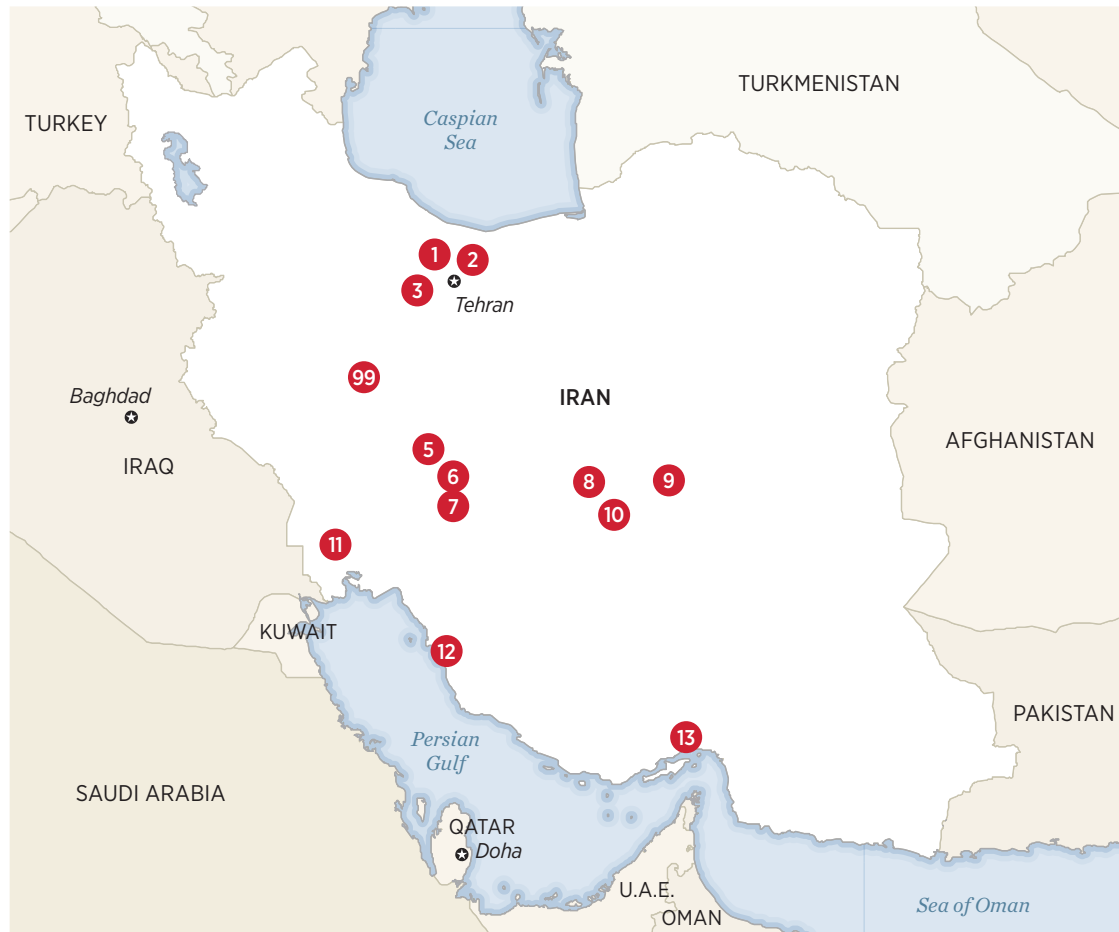 TURKMENISTAN
TURKEY
Caspian
Sea
1
2
3
Tehran
99
Baghdad
IRAN
IRAQ
AFGHANISTAN
5
6
7
8
9
10
11
KUWAIT
12
PAKISTAN
13
Persian
Gulf
SAUDI ARABIA
QATAR
Doha
U.A.E.
OMAN
Sea of Oman